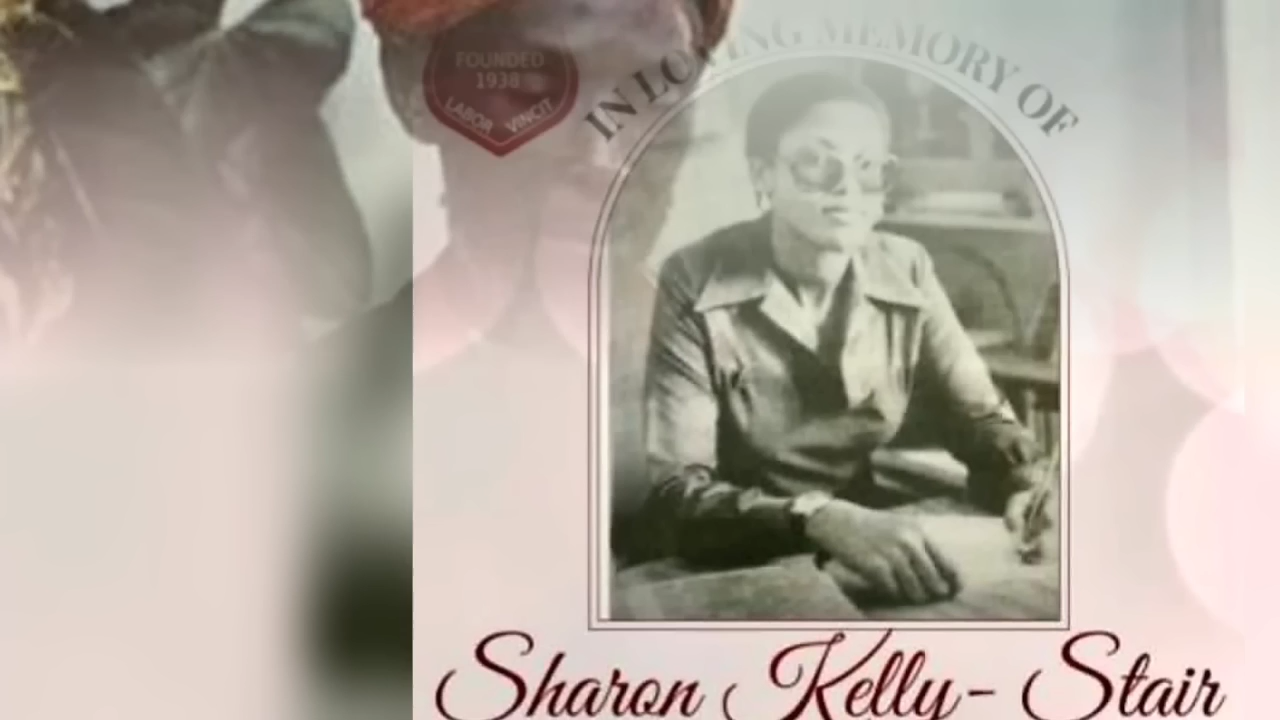 FOUNDED
1938
LABOR VINCIT
IN LOVING MEMORY OF
Sharon Kelly- Stair